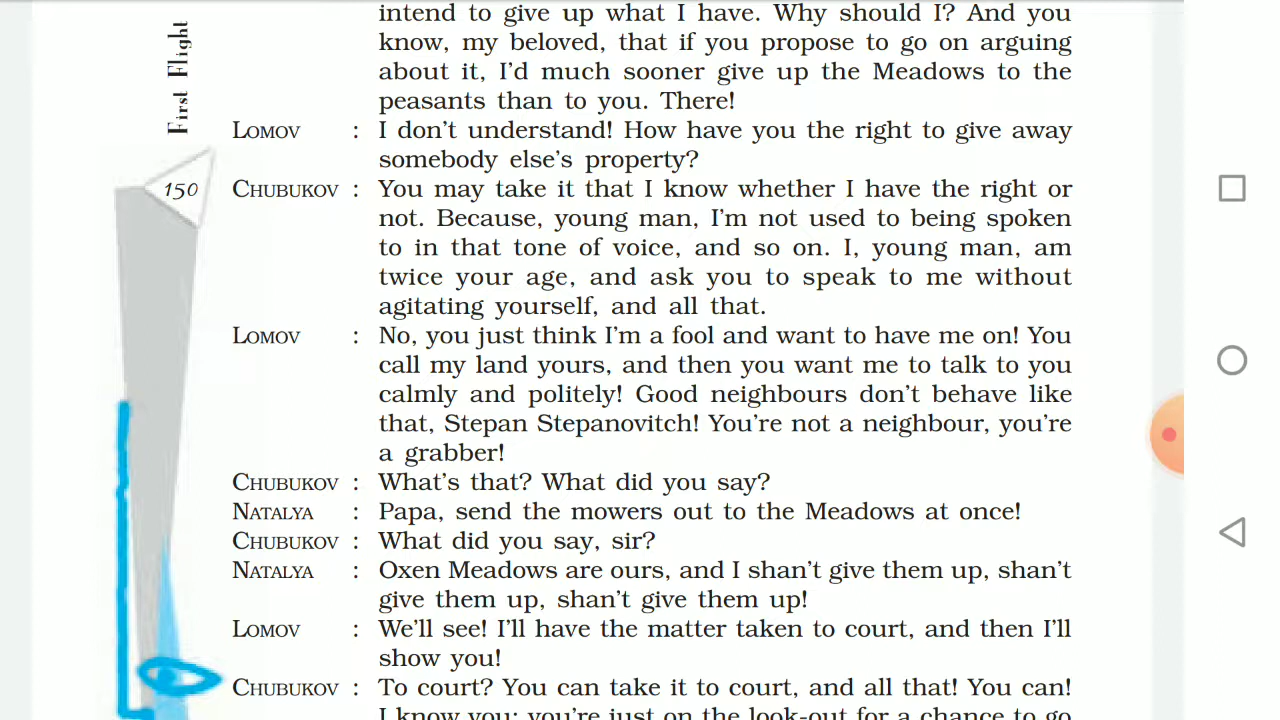 First Flight
150
intend to give up what I have. Why should I? And you
know, my beloved, that if you propose to go on arguing
about it, I'd much sooner give up the Meadows to the
peasants than to you. There!
LOMOV : I don't understand! How have you the right to give away
somebody else's property?
CHUBUKOV : You may take it that I know whether I have the right or
not. Because, young man, I'm not used to being spoken
to in that tone of voice, and so on. I, young man, am
twice your age, and ask you to speak to me without
agitating yourself, and all that.
LOMOV : No, you just think I'm a fool and want to have me on! You
call my land yours, and then you want me to talk to you
calmly and politely! Good neighbours don't behave like
that, Stepan Stepanovitch! You're not a neighbour, you're
a grabber!
CHUBUKOV : What's that? What did you say?
NATALYA : Papa, send the mowers out to the Meadows at once!
CHUBUKOV : What did you say, sir?
NATALYA : Oxen Meadows are ours, and I shan't give them up, shan't
give them up, shan't give them up!
LOMOV : We'll see! I'll have the matter taken to court, and then I'll
show you!
CHUBUKOV : To court? You can take it to court, and all that! You can!
I know you; you're just on the look-out for a chance to go